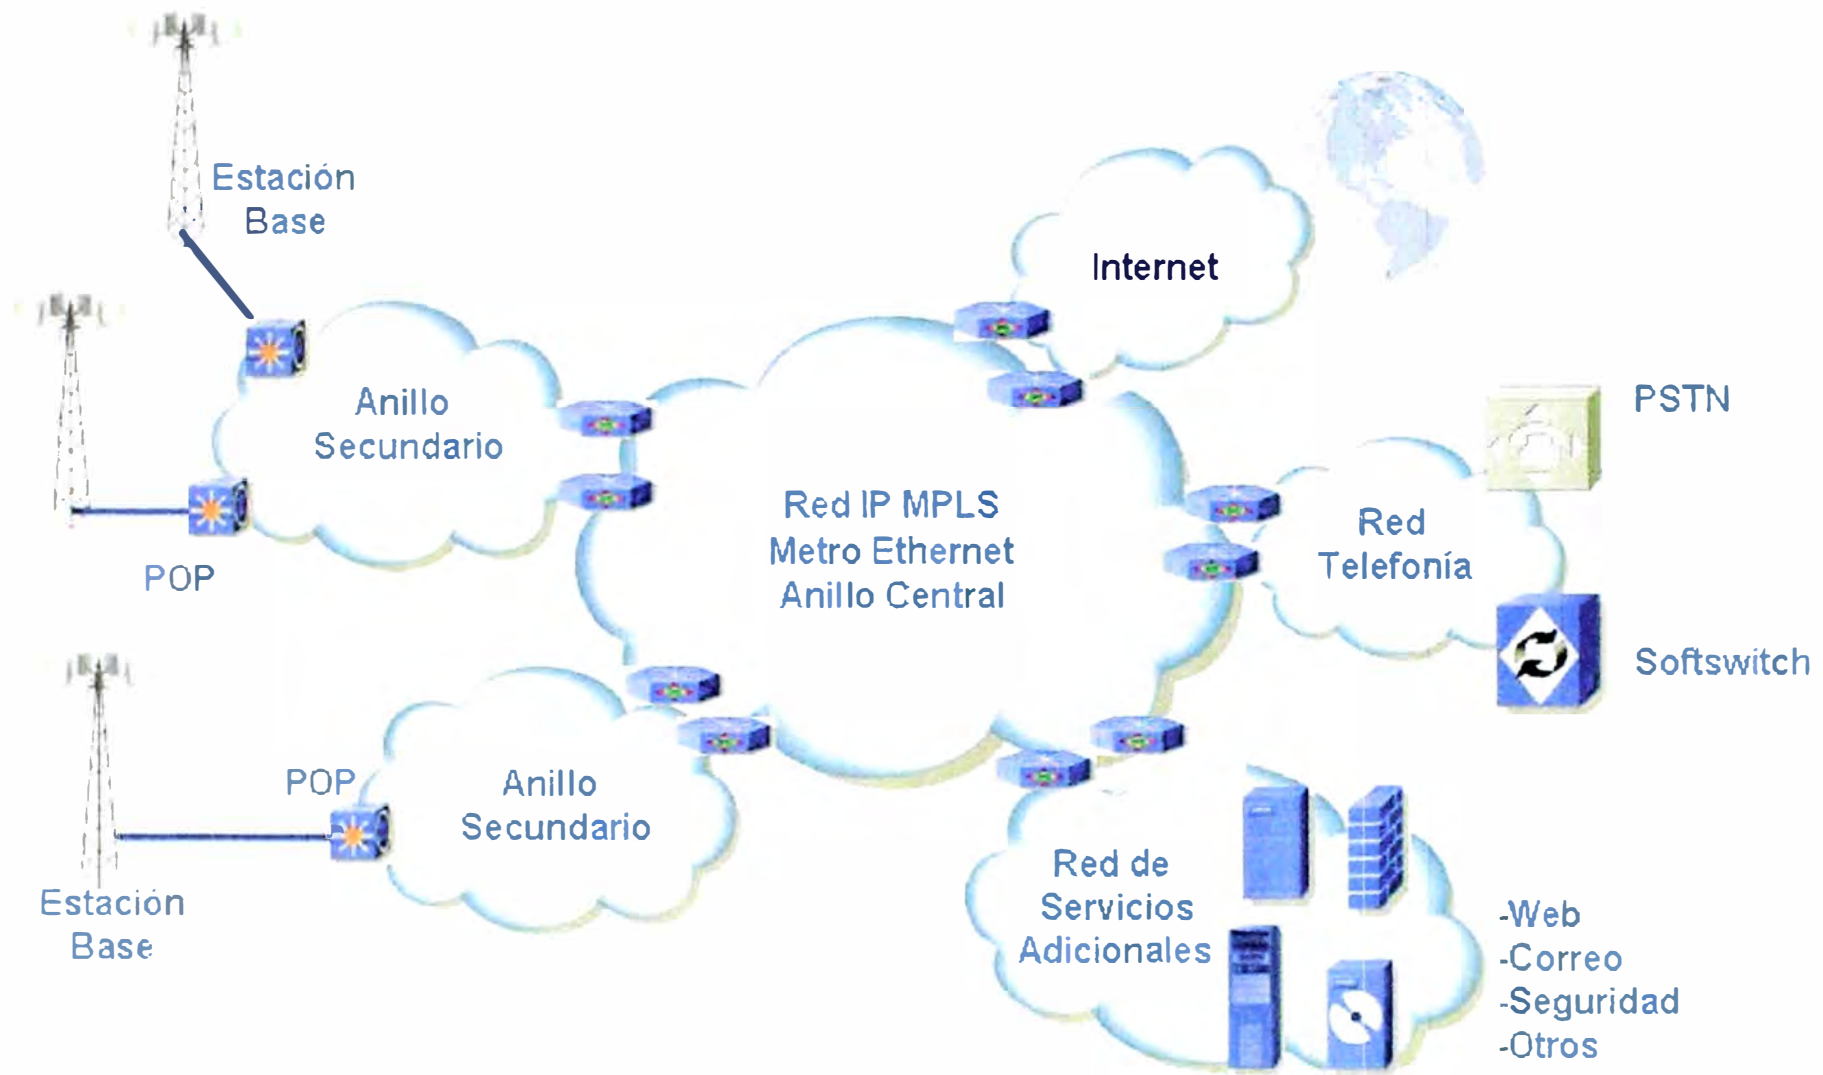 Estación
Base
Internet
Anillo
Secundario
PSTN
Red IP MPLS
Metro Ethernet
Anillo Central
Red
Telefonía
POP
Softswitch
POP
Anillo
Secundario
Estación
Base
Red de
Servicios
Adicionales
-Web
-Correo
-Seguridad
-Otros